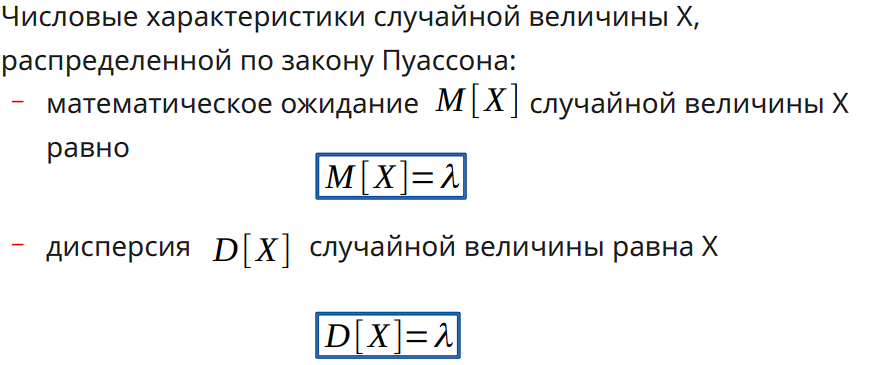 Числовые характеристики случайной величины X,
распределенной по закону Пуассона:
– математическое ожидание M[X] случайной величины X
равно
M[X]=λ
– дисперсия D[X] случайной величины равна X
D[X]=λ